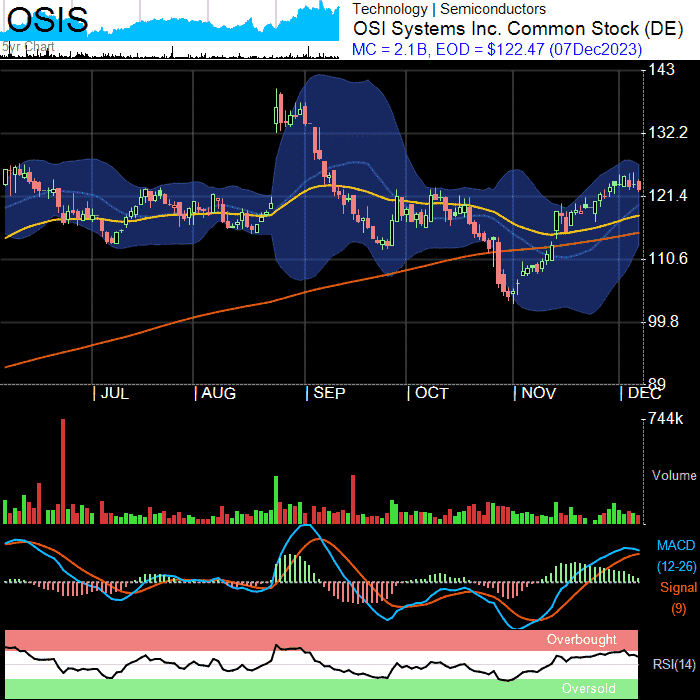 OSIS
5yr Chart
Technology | Semiconductors
OSI Systems Inc. Common Stock (DE)
MC = 2.1B, EOD = $122.47 (07Dec2023)
143
132.2
121.4
110.6
99.8
89
JUL
AUG
SEP
OCT
NOV
DEC
744k
Volume
MACD
(12-26)
Signal
(9)
Overbought
RSI(14)
Oversold